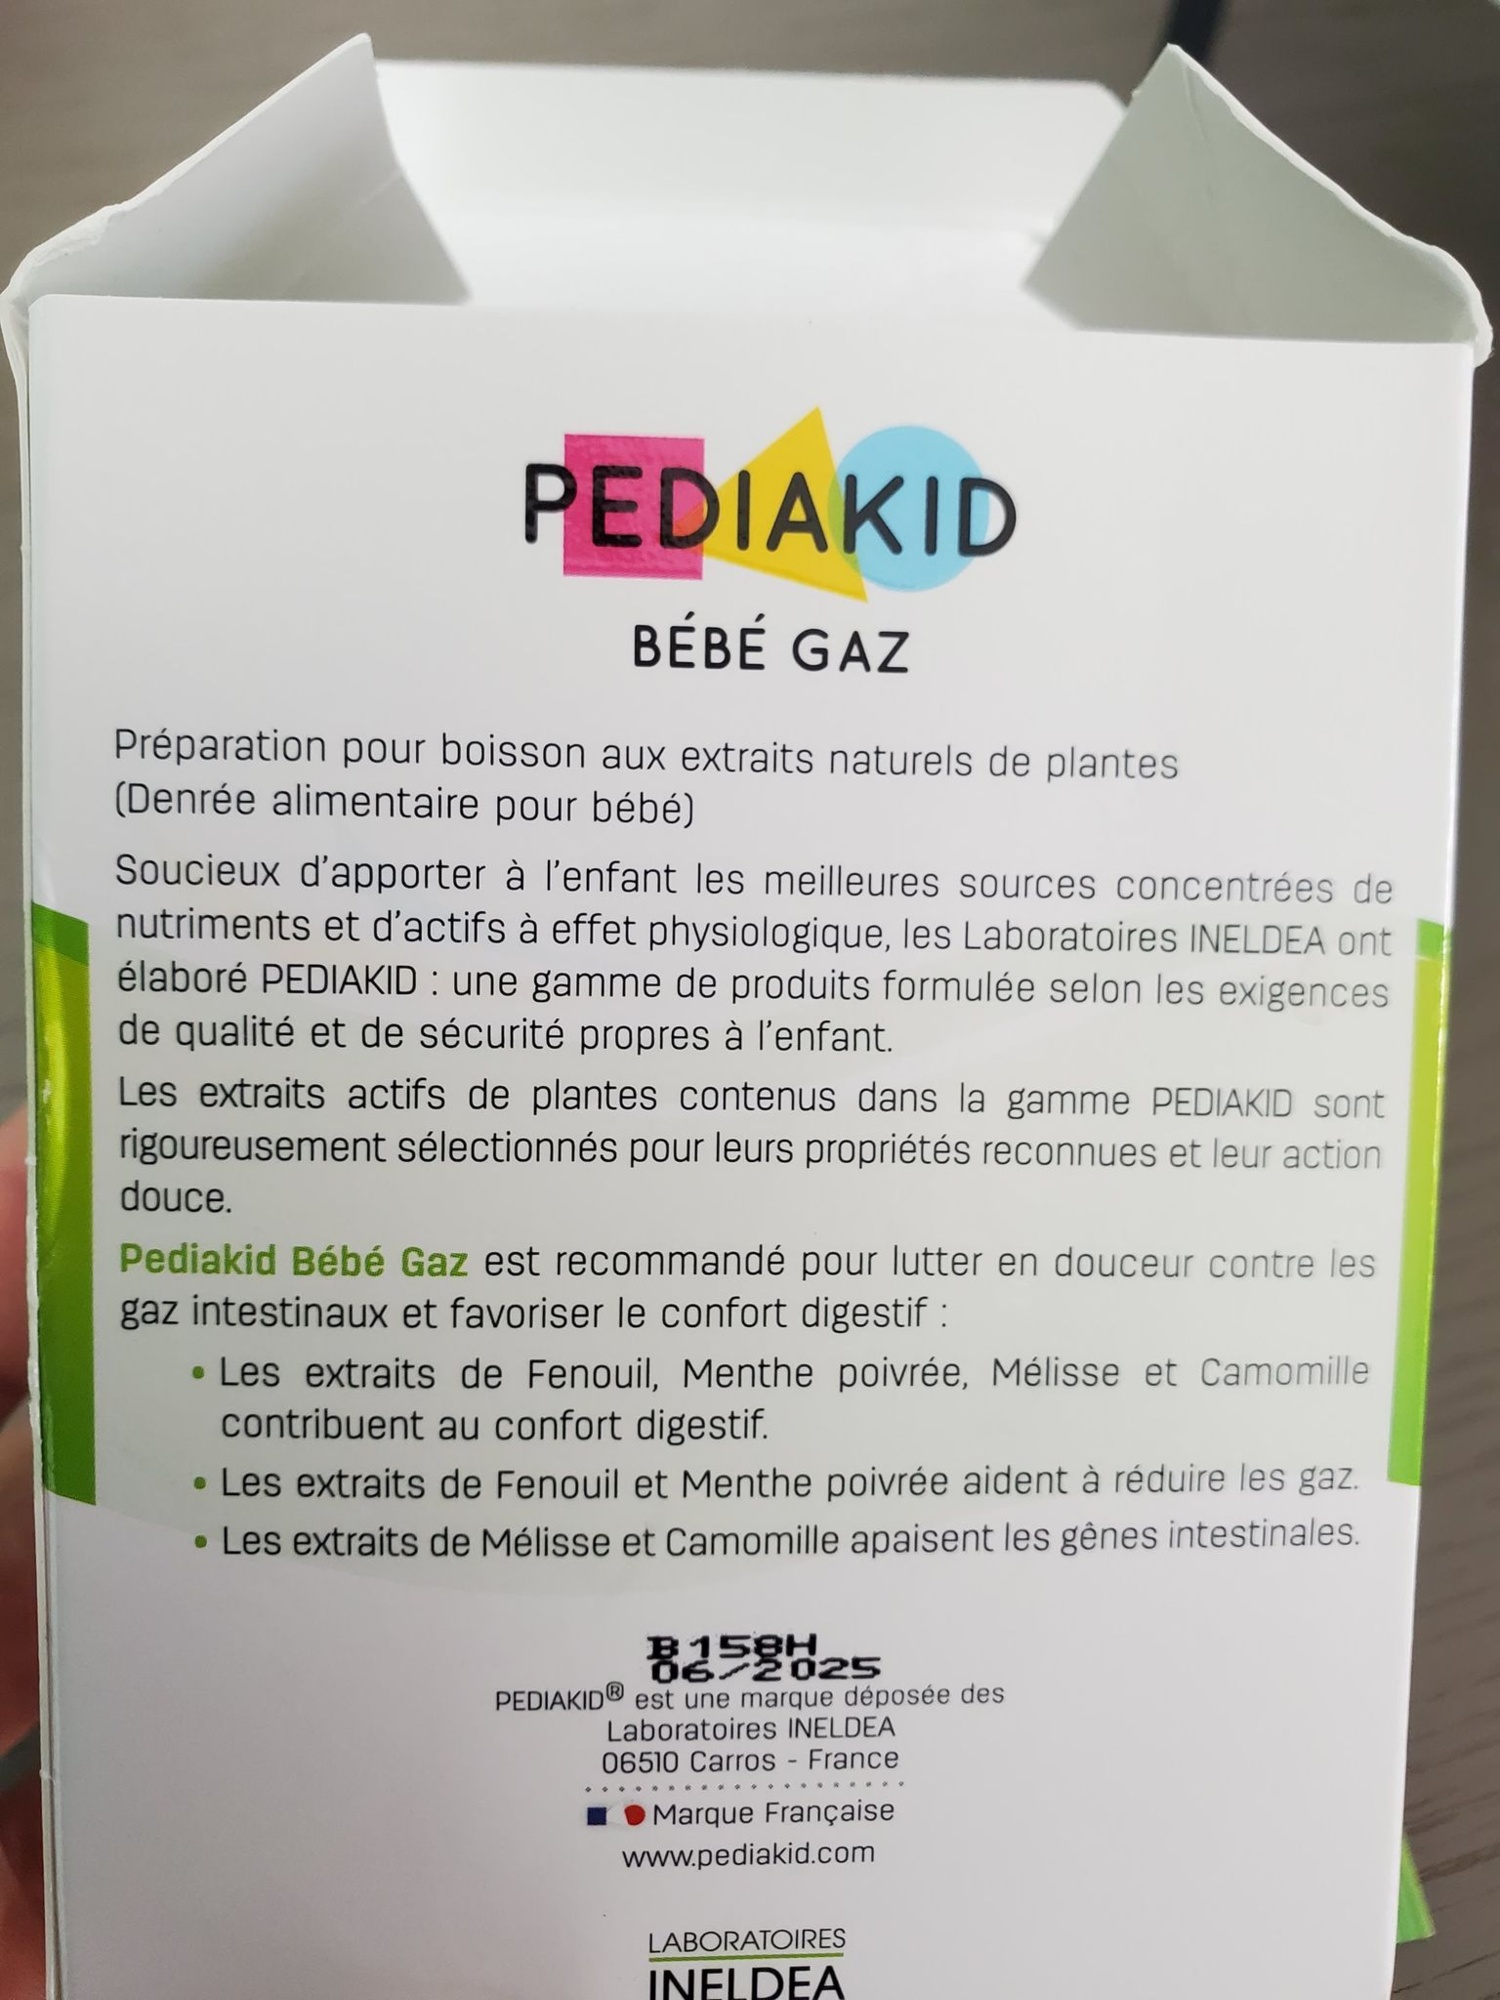 PEDIAKID
BÉBÉ GAZ
Préparation pour boisson aux extraits naturels de plantes
(Denrée alimentaire pour bébé)
Soucieux d'apporter à l'enfant les meilleures sources concentrées de
nutriments et d'actifs à effet physiologique, les Laboratoires INELDEA ont
élaboré PEDIAKID : une gamme de produits formulée selon les exigences
de qualité et de sécurité propres à l'enfant.
Les extraits actifs de plantes contenus dans la gamme PEDIAKID sont
rigoureusement sélectionnés pour leurs propriétés reconnues et leur action
douce.
Pediakid Bébé Gaz est recommandé pour lutter en douceur contre les
gaz intestinaux et favoriser le confort digestif :
• Les extraits de Fenouil, Menthe poivrée, Mélisse et Camomille
contribuent au confort digestif.
• Les extraits de Fenouil et Menthe poivrée aident à réduire les gaz.
• Les extraits de Mélisse et Camomille apaisent les gênes intestinales.
B158H
06/2025
PEDIAKID® est une marque déposée des
Laboratoires INELDEA
06510 Carros - France
Marque Française
www.pediakid.com
LABORATOIRES
INELDEA